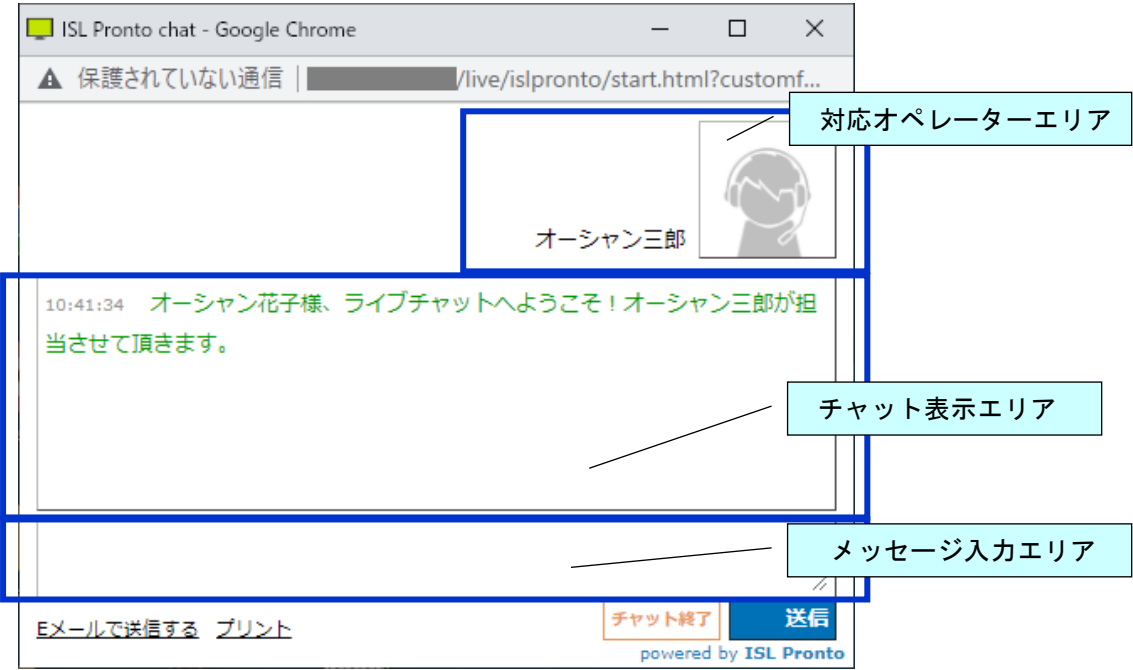 ISL Pronto chat - Google Chrome
保護されていない通信 | /live/islpronto/start.html?customf...
対応オペレーターエリア
オーシャン三郎
10:41:34 オーシャン花子様、ライブチャットへようこそ！オーシャン三郎が担
当させて頂きます。
チャット表示エリア
メッセージ入力エリア
Eメールで送信する プリント チャット終了 送信
powered by ISL Pronto